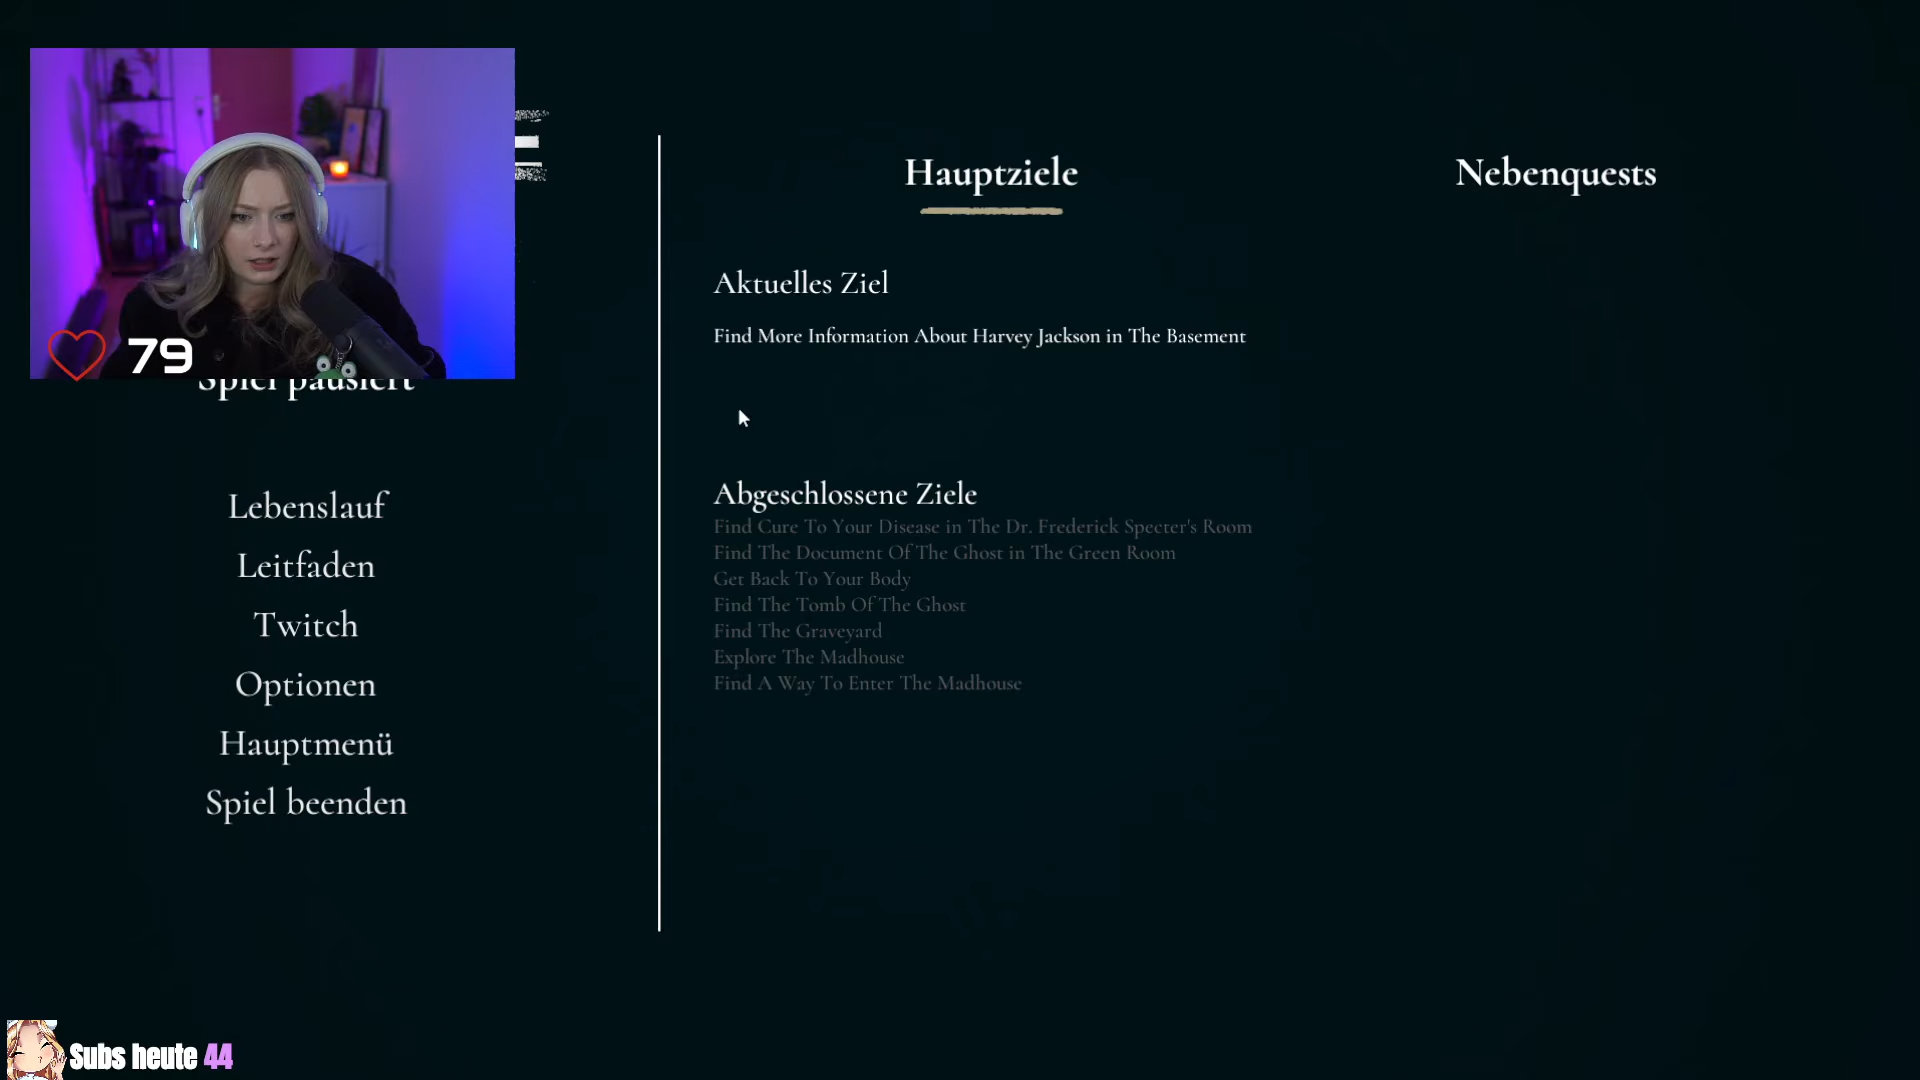 79
Spiel pausiert
Lebenslauf
Leitfaden
Twitch
Optionen
Hauptmenü
Spiel beenden
Hauptziele
Nebenquests
Aktuelles Ziel
Find More Information About Harvey Jackson in The Basement
Abgeschlossene Ziele
Find Cure To Your Disease in The Dr. Frederick Specter's Room
Find The Document Of The Ghost in The Green Room
Get Back To Your Body
Find The Tomb Of The Ghost
Find The Graveyard
Explore The Madhouse
Find A Way To Enter The Madhouse
Subs heute 44